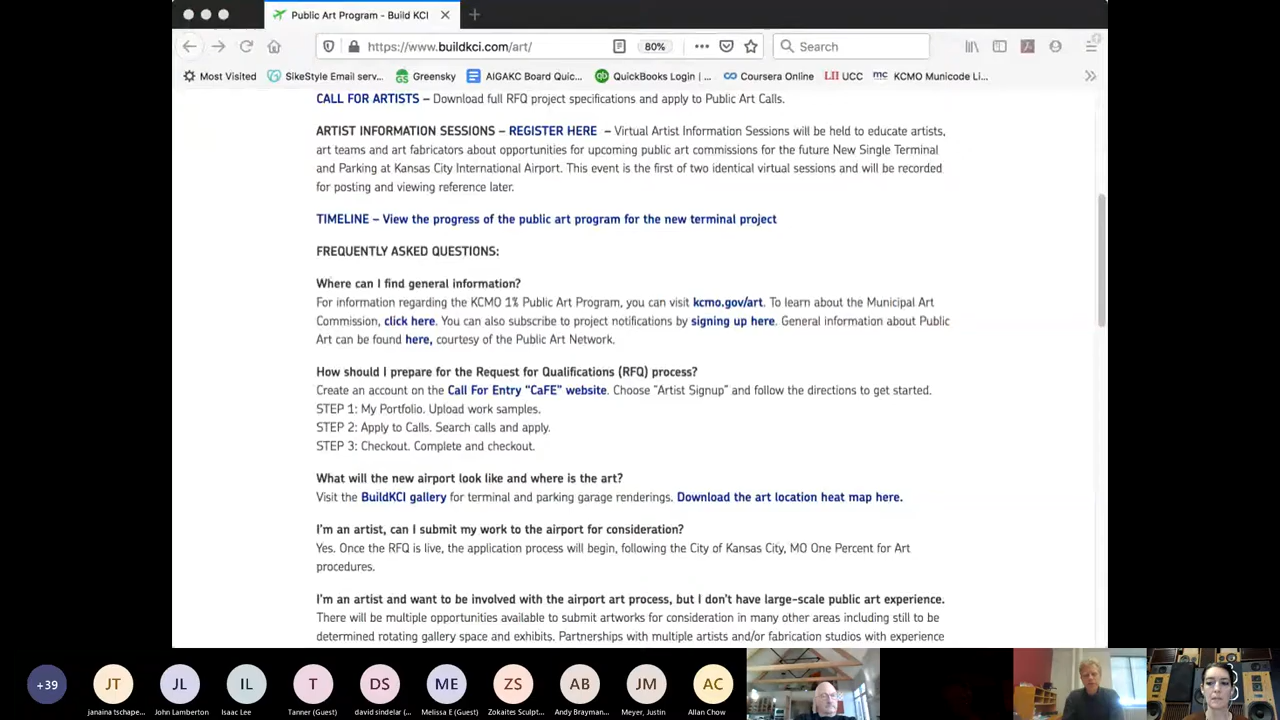 Public Art Program - Build KCI
https://www.buildkci.com/art/
80%
Search
Most Visited
SikeStyle Email serv...
Greensky
AIGAKC Board Quic...
QuickBooks Login | ...
Coursera Online
LII UCC
mc KCMO Municode Li...
CALL FOR ARTISTS – Download full RFQ project specifications and apply to Public Art Calls.
ARTIST INFORMATION SESSIONS – REGISTER HERE – Virtual Artist Information Sessions will be held to educate artists,
art teams and art fabricators about opportunities for upcoming public art commissions for the future New Single Terminal
and Parking at Kansas City International Airport. This event is the first of two identical virtual sessions and will be recorded
for posting and viewing reference later.
TIMELINE – View the progress of the public art program for the new terminal project
FREQUENTLY ASKED QUESTIONS:
Where can I find general information?
For information regarding the KCMO 1% Public Art Program, you can visit kcmo.gov/art. To learn about the Municipal Art
Commission, click here. You can also subscribe to project notifications by signing up here. General information about Public
Art can be found here, courtesy of the Public Art Network.
How should I prepare for the Request for Qualifications (RFQ) process?
Create an account on the Call For Entry “CaFE” website. Choose “Artist Signup” and follow the directions to get started.
STEP 1: My Portfolio. Upload work samples.
STEP 2: Apply to Calls. Search calls and apply.
STEP 3: Checkout. Complete and checkout.
What will the new airport look like and where is the art?
Visit the BuildKCI gallery for terminal and parking garage renderings. Download the art location heat map here.
I’m an artist, can I submit my work to the airport for consideration?
Yes. Once the RFQ is live, the application process will begin, following the City of Kansas City, MO One Percent for Art
procedures.
I’m an artist and want to be involved with the airport art process, but I don’t have large-scale public art experience.
There will be multiple opportunities available to submit artworks for consideration in many other areas including still to be
determined rotating gallery space and exhibits. Partnerships with multiple artists and/or fabrication studios with experience
+39
JT
JL
IL
T
DS
ME
ZS
AB
JM
AC
janaina tschape...
John Lamberton
Isaac Lee
Tanner (Guest)
david sindelar (...
Melissa E (Guest)
Zokaites Sculpt...
Andy Brayman...
Meyer, Justin
Allan Chow